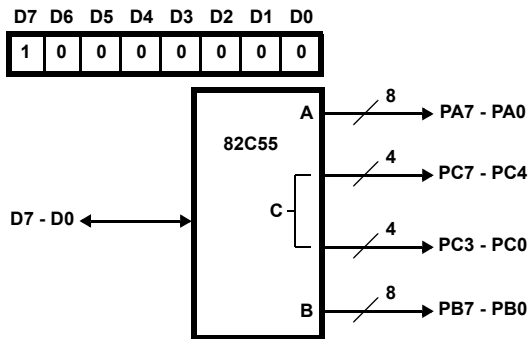 D7 D6 D5 D4 D3 D2 D1 D0
1 0 0 0 0 0 0 0
A 8 PA7 - PA0
82C55
4 PC7 - PC4
C
D7 - D0
4 PC3 - PC0
B 8 PB7 - PB0